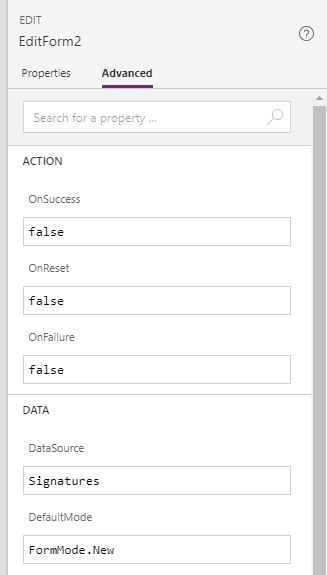 EDIT
EditForm2
Properties Advanced
Search for a property ...
ACTION
OnSuccess
false
OnReset
false
OnFailure
false
DATA
DataSource
Signatures
DefaultMode
FormMode.New